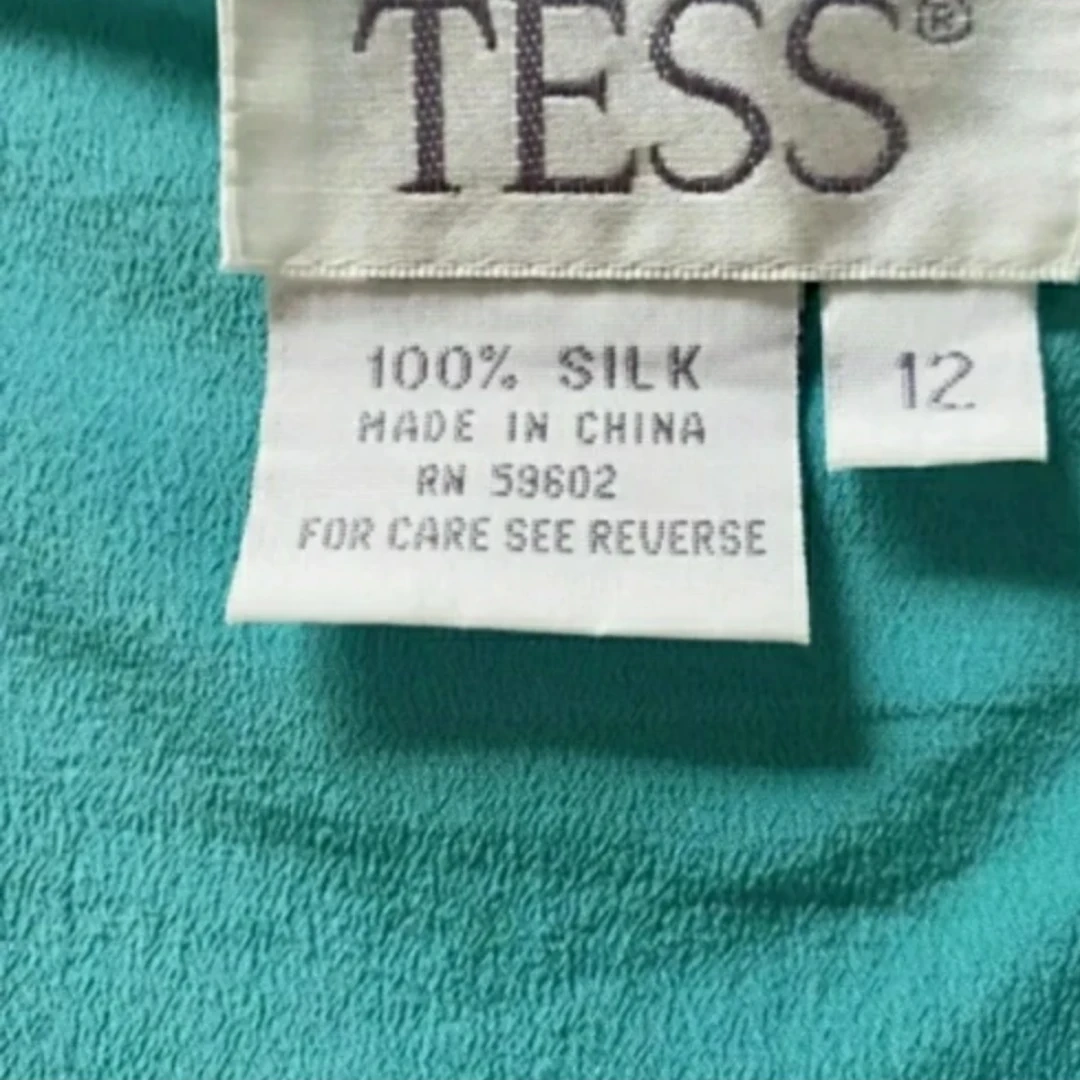 TESS®
100% SILK
MADE IN CHINA
RN 59602
FOR CARE SEE REVERSE
12